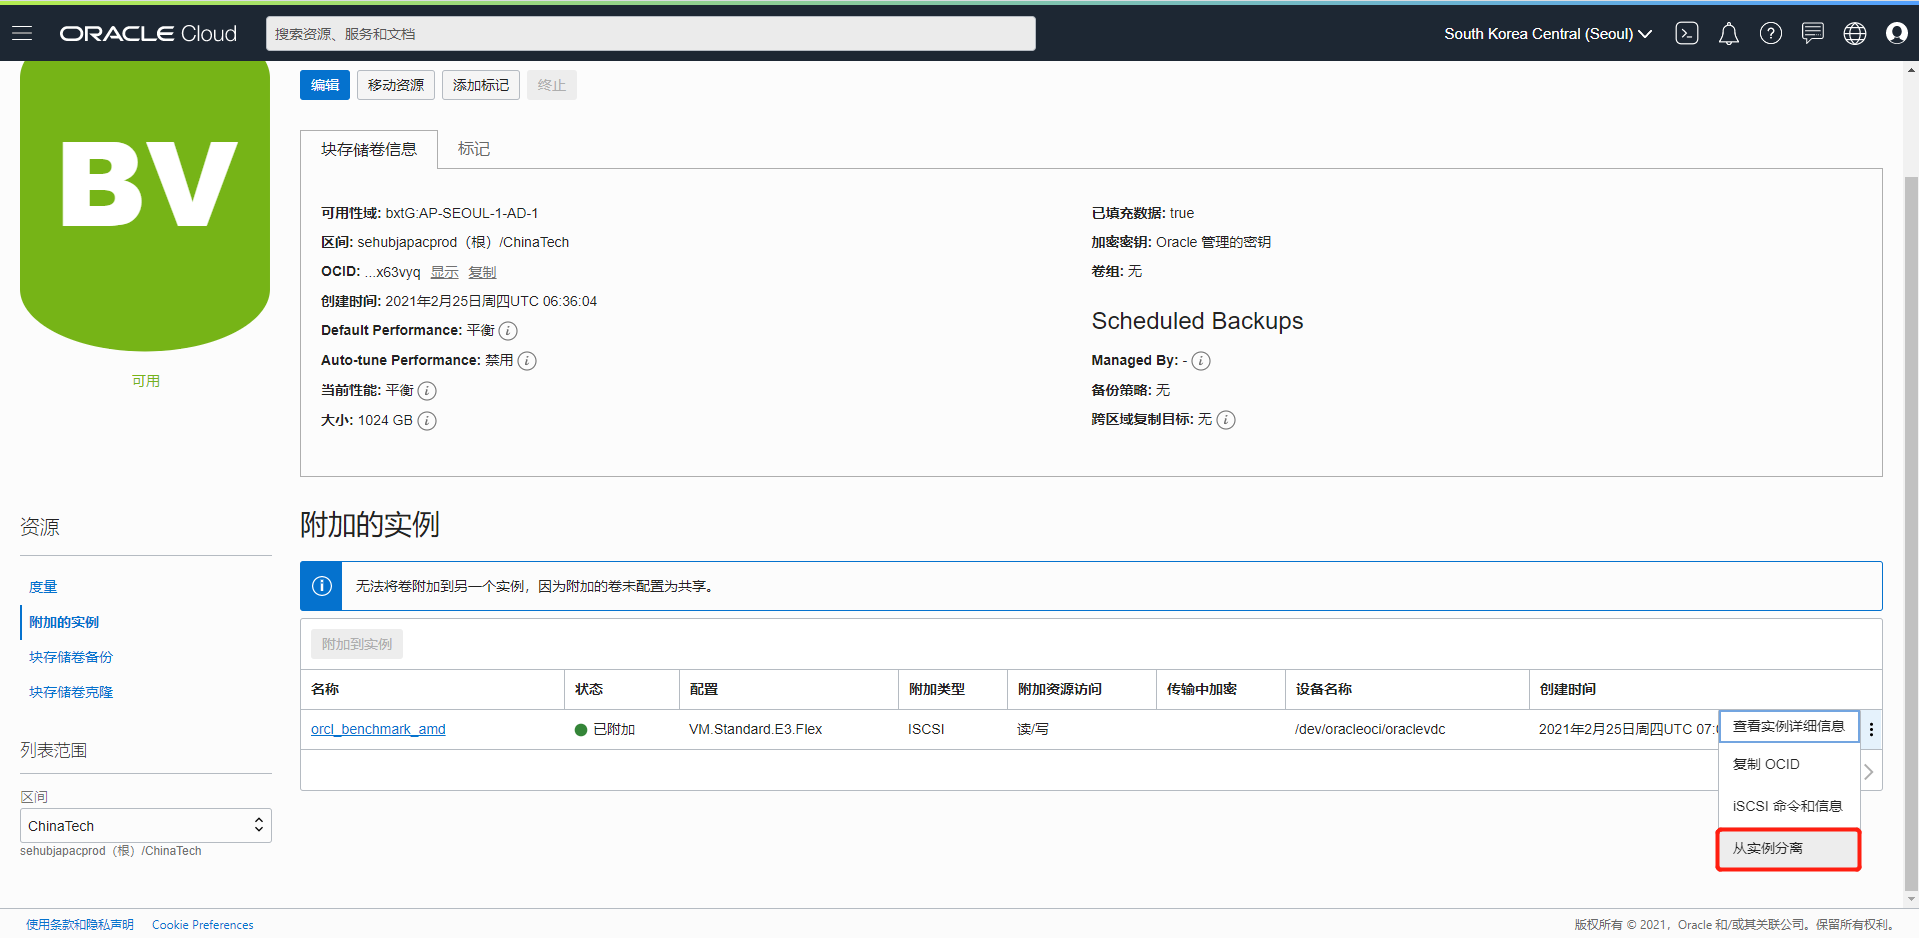 ORACLE Cloud
搜索资源、服务和文档
South Korea Central (Seoul)
BV
可用
编辑
移动资源
添加标记
终止
块存储卷信息
标记
可用性域: bxtG:AP-SEOUL-1-AD-1
区间: sehubjapacprod（根）/ChinaTech
OCID: ...x63vyq 显示 复制
创建时间: 2021年2月25日周四UTC 06:36:04
Default Performance: 平衡
Auto-tune Performance: 禁用
当前性能: 平衡
大小: 1024 GB
已填充数据: true
加密密钥: Oracle 管理的密钥
卷组: 无
Scheduled Backups
Managed By: -
备份策略: 无
跨区域复制目标: 无
资源
度量
附加的实例
块存储卷备份
块存储卷克隆
列表范围
区间
ChinaTech
sehubjapacprod（根）/ChinaTech
附加的实例
无法将卷附加到另一个实例，因为附加的卷未配置为共享。
附加到实例
名称 状态 配置 附加类型 附加资源访问 传输中加密 设备名称 创建时间
orcl_benchmark_amd 已附加 VM.Standard.E3.Flex ISCSI 读/写 /dev/oracleoci/oraclevdc 2021年2月25日周四UTC 07:
查看实例详细信息
复制 OCID
iSCSI 命令和信息
从实例分离
使用条款和隐私声明 Cookie Preferences
版权所有 © 2021，Oracle 和/或其关联公司。保留所有权利。